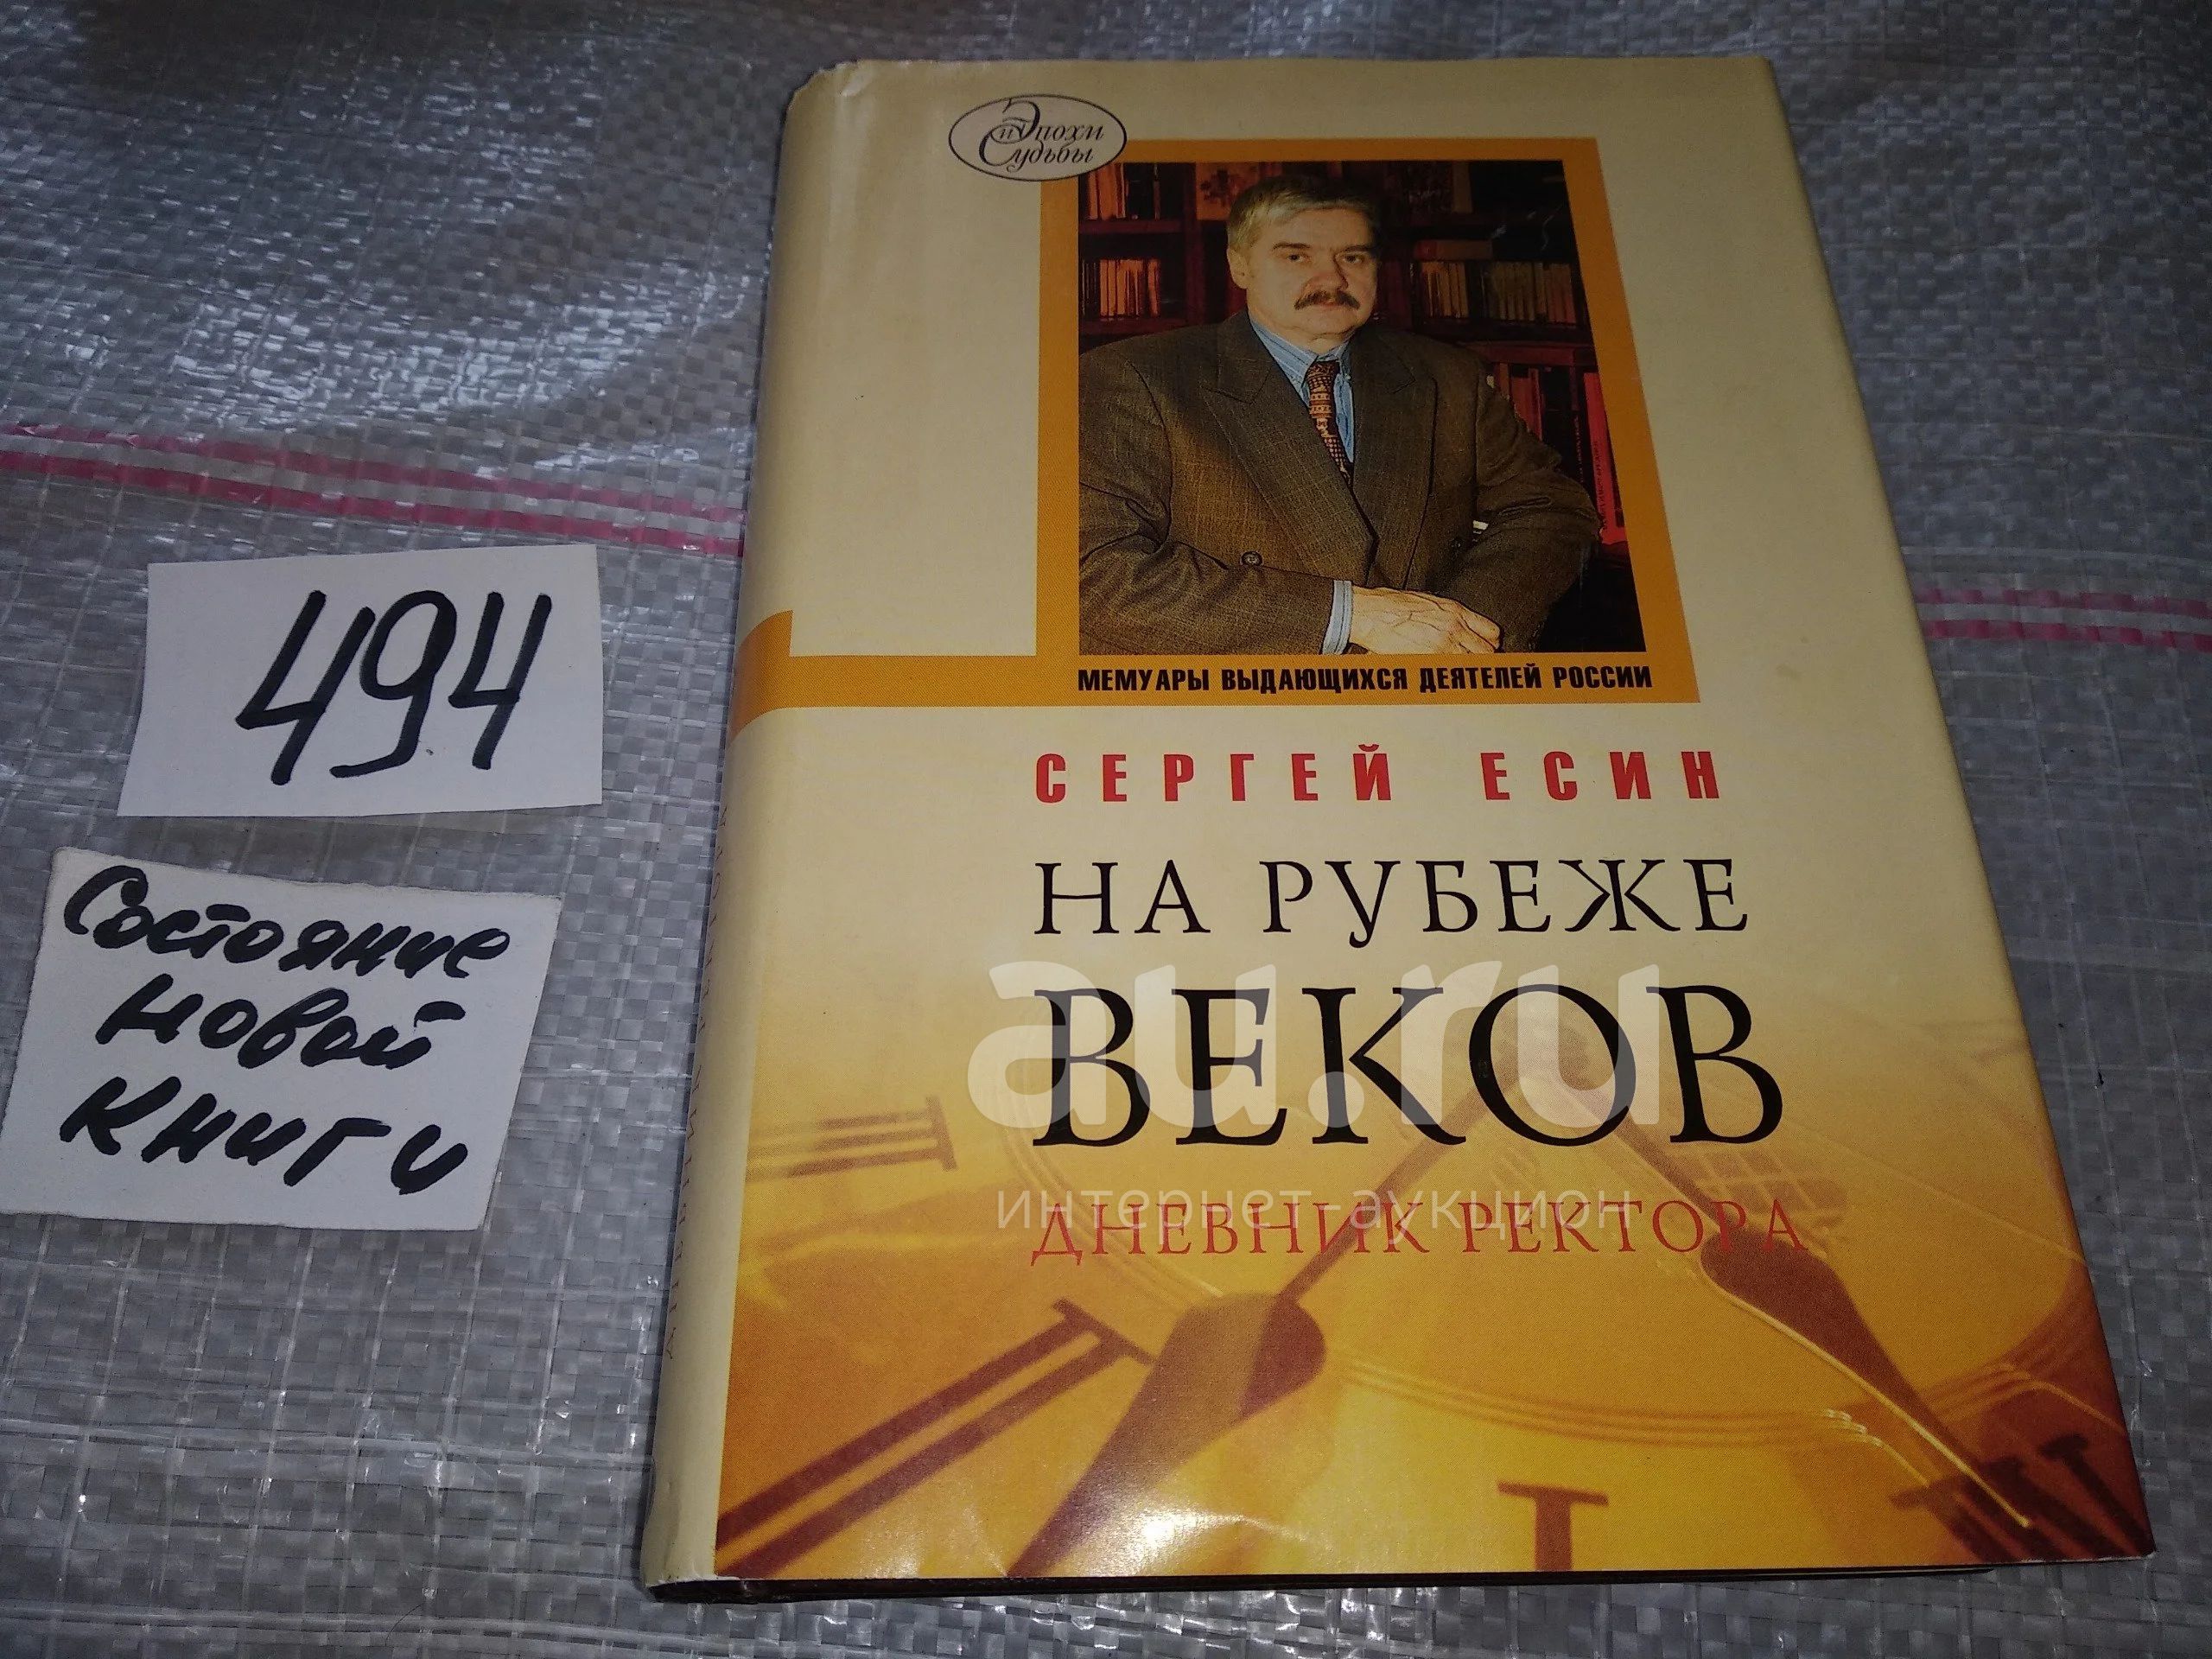 Эпохи
и Судьбы
МЕМУАРЫ ВЫДАЮЩИХСЯ ДЕЯТЕЛЕЙ РОССИИ
СЕРГЕЙ ЕСИН
НА РУБЕЖЕ
ВЕКОВ
ДНЕВНИК РЕКТОРА
494
Состояние
новой
книги
au.ru
интернет-аукцион